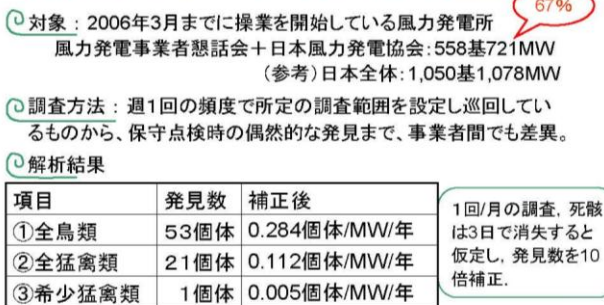 67%
対象：2006年3月までに操業を開始している風力発電所
風力発電事業者懇話会＋日本風力発電協会：558基721MW
（参考）日本全体：1,050基1,078MW
調査方法：週1回の頻度で所定の調査範囲を設定し巡回してい
るものから、保守点検時の偶然的な発見まで、事業者間でも差異。
解析結果
項目 発見数 補正後
①全鳥類 53個体 0.284個体/MW/年
②全猛禽類 21個体 0.112個体/MW/年
③希少猛禽類 1個体 0.005個体/MW/年
1回/月の調査，死骸
は3日で消失すると
仮定し，発見数を10
倍補正．